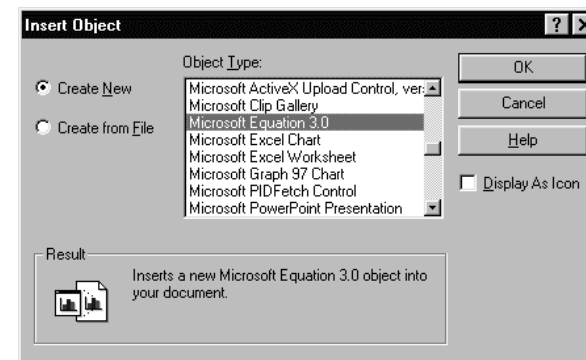 Insert Object
Object Type:
Create New
Create from File
Microsoft ActiveX Upload Control, ver:
Microsoft Clip Gallery
Microsoft Equation 3.0
Microsoft Excel Chart
Microsoft Excel Worksheet
Microsoft Graph 97 Chart
Microsoft PIDFetch Control
Microsoft PowerPoint Presentation
OK
Cancel
Help
Display As Icon
Result
Inserts a new Microsoft Equation 3.0 object into
your document.